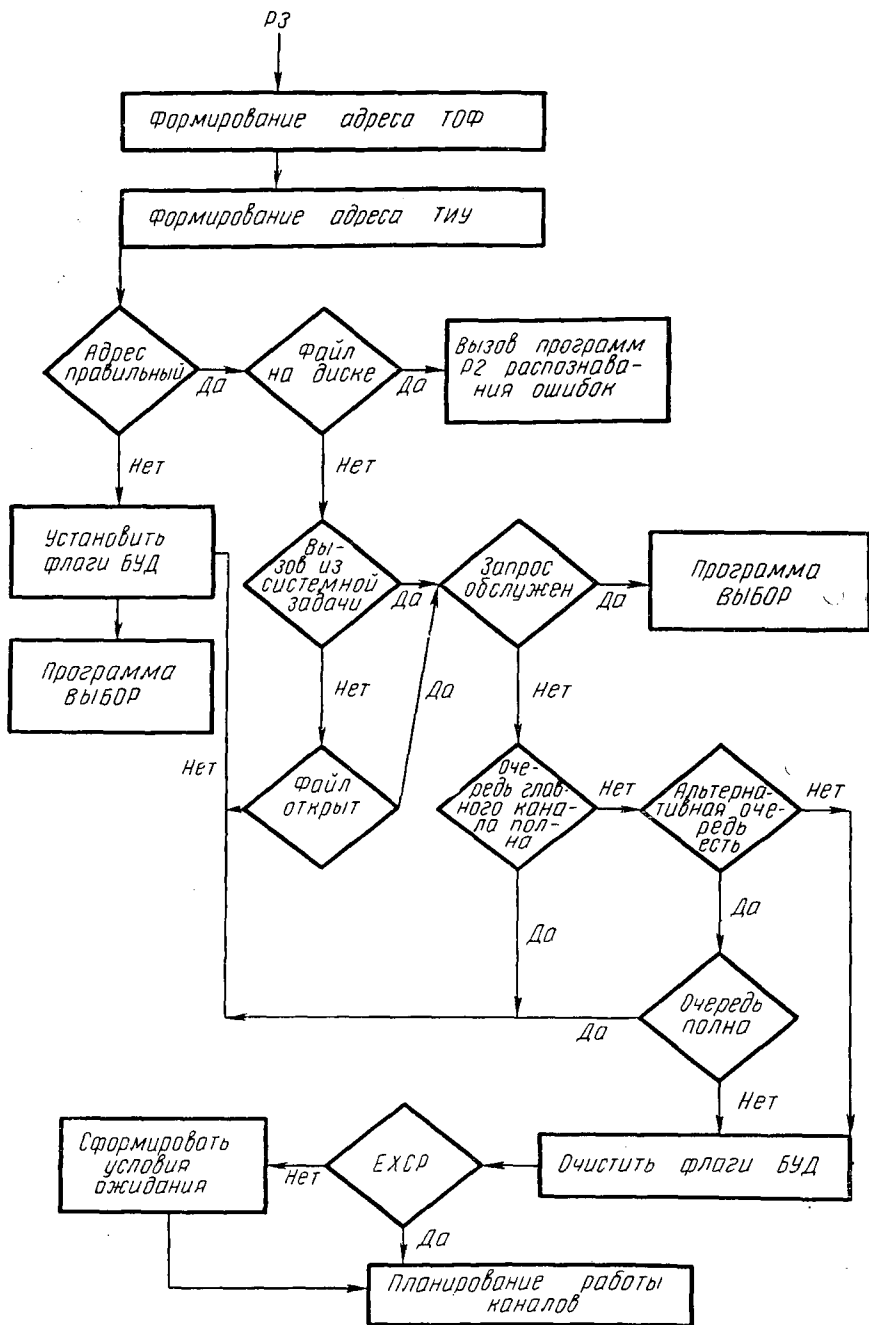 Р3
Формирование адреса ТОФ
Формирование адреса ТИУ
Адрес
правильный
Да
Файл
на диске
Да
Вызов программ
Р2 распознава-
ния ошибок
Нет
Нет
Установить
флаги БУД
Вы-
зов из
системной
задачи
Да
Запрос
обслужен
Да
Программа
ВЫБОР
Программа
ВЫБОР
Нет
Да
Нет
Нет
Файл
открыт
Оче-
редь глав-
ного кана-
ла пол-
на
Нет
Альтерна-
тивная оче-
редь
есть
Нет
Да
Да
Очередь
полна
Да
Нет
Сформировать
условия
ожидания
Нет
EXCP
Очистить флаги БУД
Да
Планирование работы
каналов